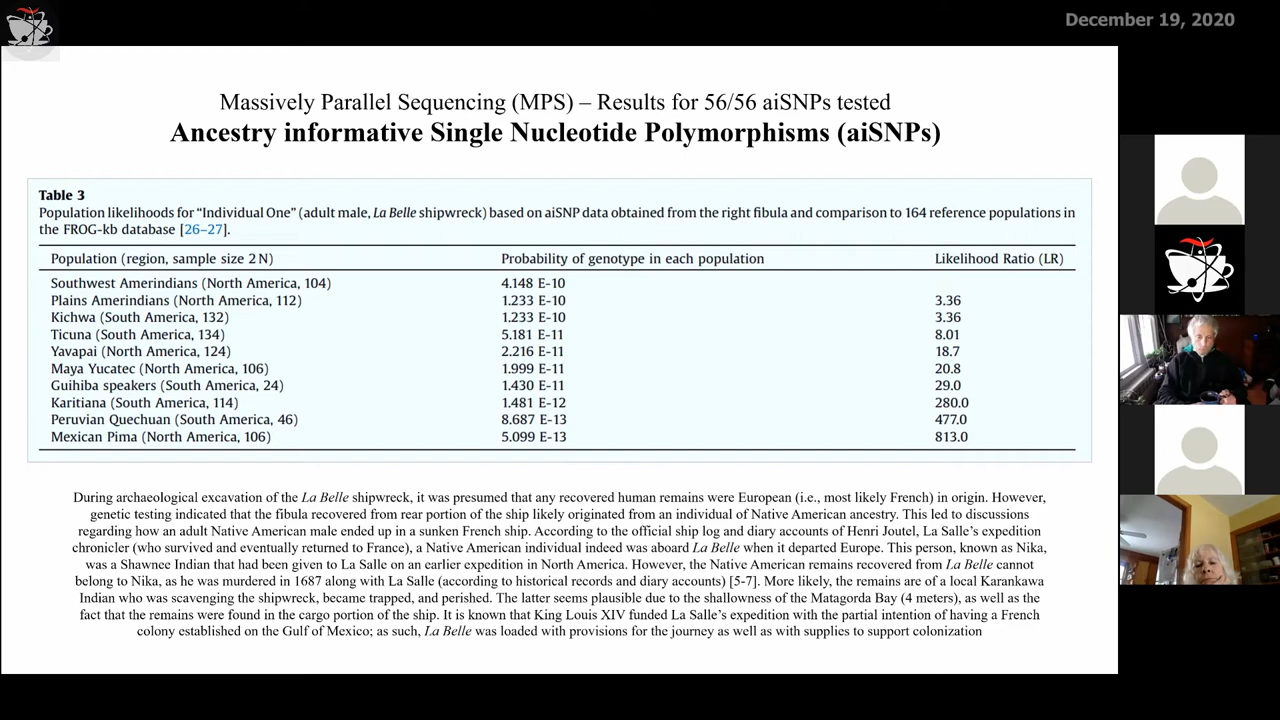 December 19, 2020
Massively Parallel Sequencing (MPS) – Results for 56/56 aiSNPs tested
Ancestry informative Single Nucleotide Polymorphisms (aiSNPs)
Table 3
Population likelihoods for “Individual One” (adult male, La Belle shipwreck) based on aiSNP data obtained from the right fibula and comparison to 164 reference populations in
the FROG-kb database [26–27].
Population (region, sample size 2 N) Probability of genotype in each population Likelihood Ratio (LR)
Southwest Amerindians (North America, 104) 4.148 E-10
Plains Amerindians (North America, 112) 1.233 E-10 3.36
Kichwa (South America, 132) 1.233 E-10 3.36
Ticuna (South America, 134) 5.181 E-11 8.01
Yavapai (North America, 124) 2.216 E-11 18.7
Maya Yucatec (North America, 106) 1.999 E-11 20.8
Guihiba speakers (South America, 24) 1.430 E-11 29.0
Karitiana (South America, 114) 1.481 E-12 280.0
Peruvian Quechuan (South America, 46) 8.687 E-13 477.0
Mexican Pima (North America, 106) 5.099 E-13 813.0
During archaeological excavation of the La Belle shipwreck, it was presumed that any recovered human remains were European (i.e., most likely French) in origin. However,
genetic testing indicated that the fibula recovered from rear portion of the ship likely originated from an individual of Native American ancestry. This led to discussions
regarding how an adult Native American male ended up in a sunken French ship. According to the official ship log and diary accounts of Henri Joutel, La Salle’s expedition
chronicler (who survived and eventually returned to France), a Native American individual indeed was aboard La Belle when it departed Europe. This person, known as Nika,
was a Shawnee Indian that had been given to La Salle on an earlier expedition in North America. However, the Native American remains recovered from La Belle cannot
belong to Nika, as he was murdered in 1687 along with La Salle (according to historical records and diary accounts) [5-7]. More likely, the remains are of a local Karankawa
Indian who was scavenging the shipwreck, became trapped, and perished. The latter seems plausible due to the shallowness of the Matagorda Bay (4 meters), as well as the
fact that the remains were found in the cargo portion of the ship. It is known that King Louis XIV funded La Salle’s expedition with the partial intention of having a French
colony established on the Gulf of Mexico; as such, La Belle was loaded with provisions for the journey as well as with supplies to support colonization